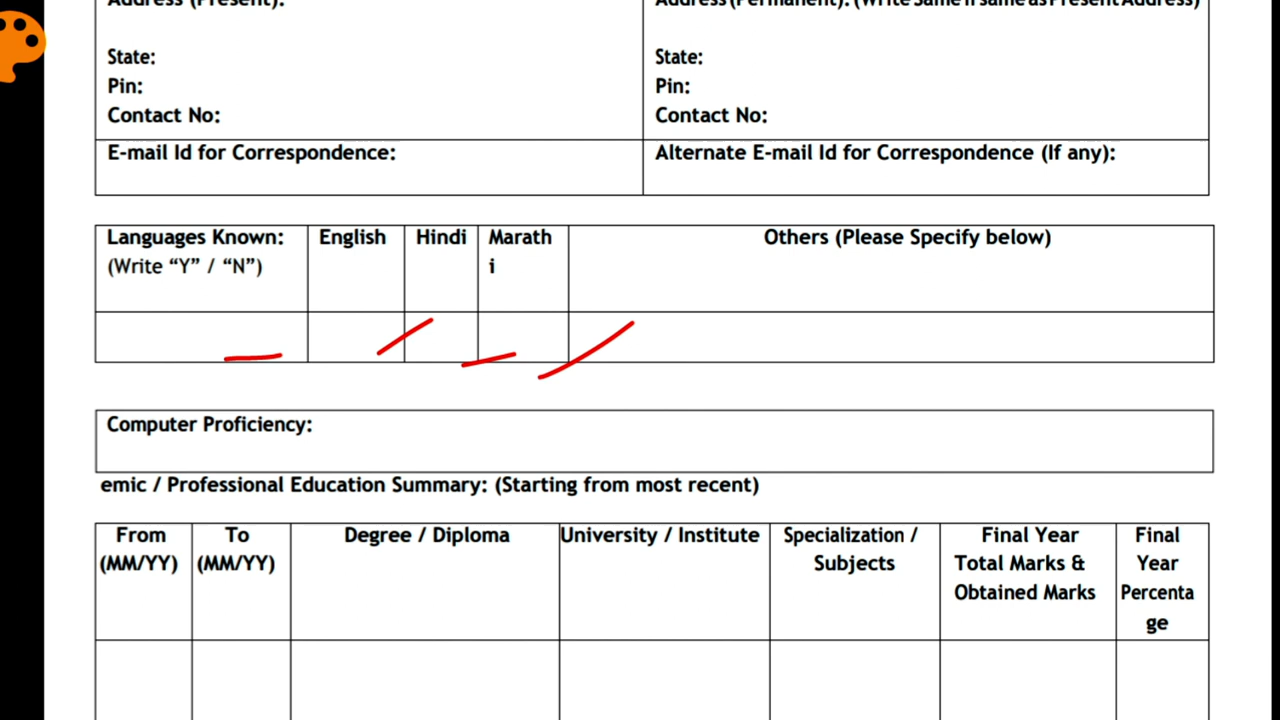 Address (Present):
Address (Permanent): (Write Same if same as Present Address)
State:
State:
Pin:
Pin:
Contact No:
Contact No:
E-mail Id for Correspondence:
Alternate E-mail Id for Correspondence (If any):
Languages Known:
(Write “Y” / “N”)
English
Hindi
Marath
i
Others (Please Specify below)
Computer Proficiency:
emic / Professional Education Summary: (Starting from most recent)
From
(MM/YY)
To
(MM/YY)
Degree / Diploma
University / Institute
Specialization /
Subjects
Final Year
Total Marks &
Obtained Marks
Final
Year
Percenta
ge